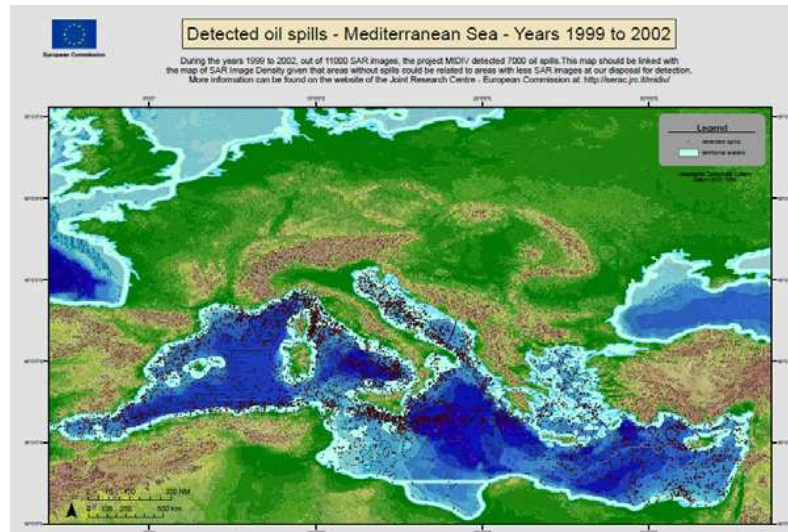 European Commission
Detected oil spills - Mediterranean Sea - Years 1999 to 2002
During the years 1999 to 2002, out of 11000 SAR images, the project MIDIV detected 7000 oil spills.This map should be linked with
the map of SAR Image Density given that areas without spills could be related to areas with less SAR images at our disposal for detection.
More information can be found on the website of the Joint Research Centre - European Commission at: http://serac.jrc.it/midiv/
Legend
detected spills
territorial waters